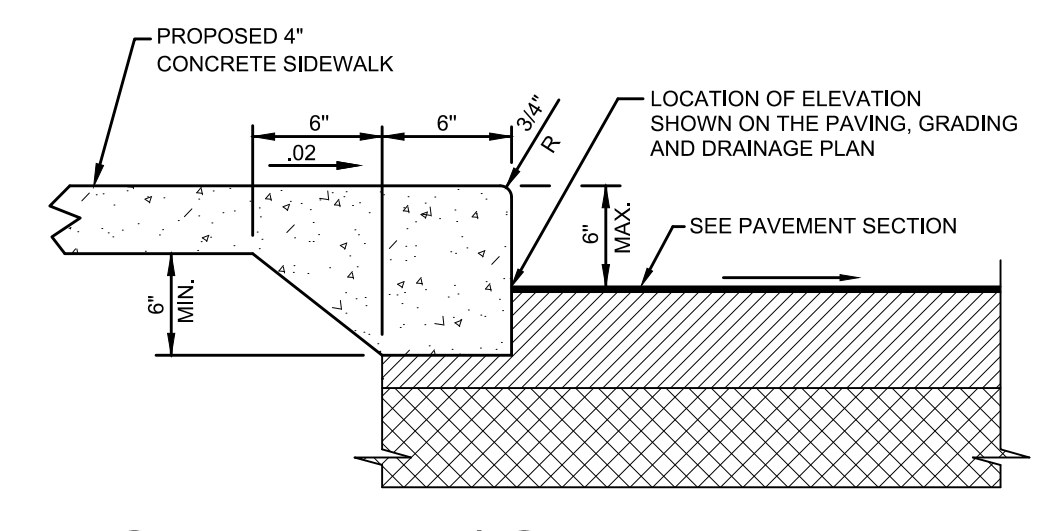 PROPOSED 4"
CONCRETE SIDEWALK
LOCATION OF ELEVATION
SHOWN ON THE PAVING, GRADING
AND DRAINAGE PLAN
6"
6"
3/4"
R
.02
6"
MAX.
SEE PAVEMENT SECTION
6"
MIN.